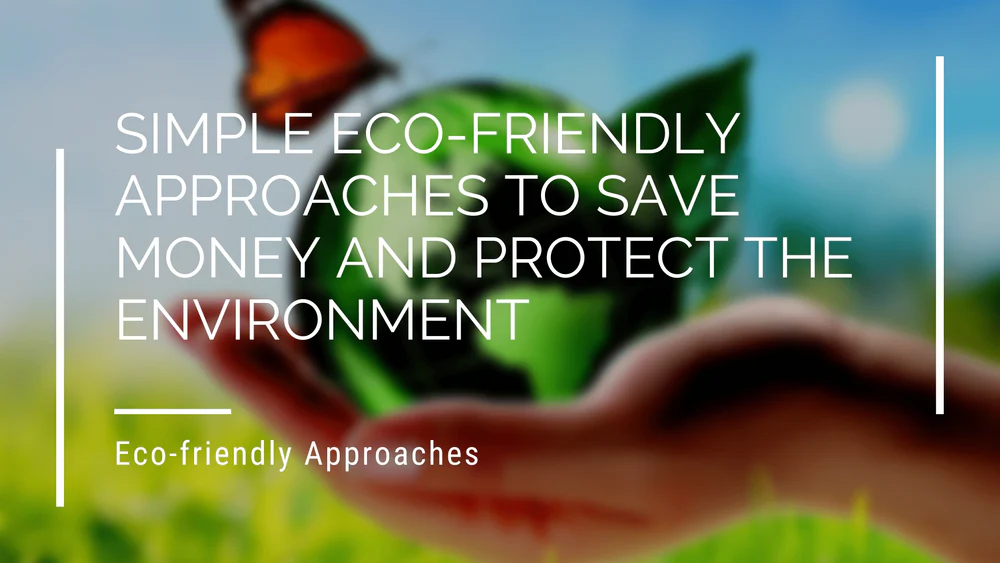 SIMPLE ECO-FRIENDLY
APPROACHES TO SAVE
MONEY AND PROTECT THE
ENVIRONMENT
Eco-friendly Approaches